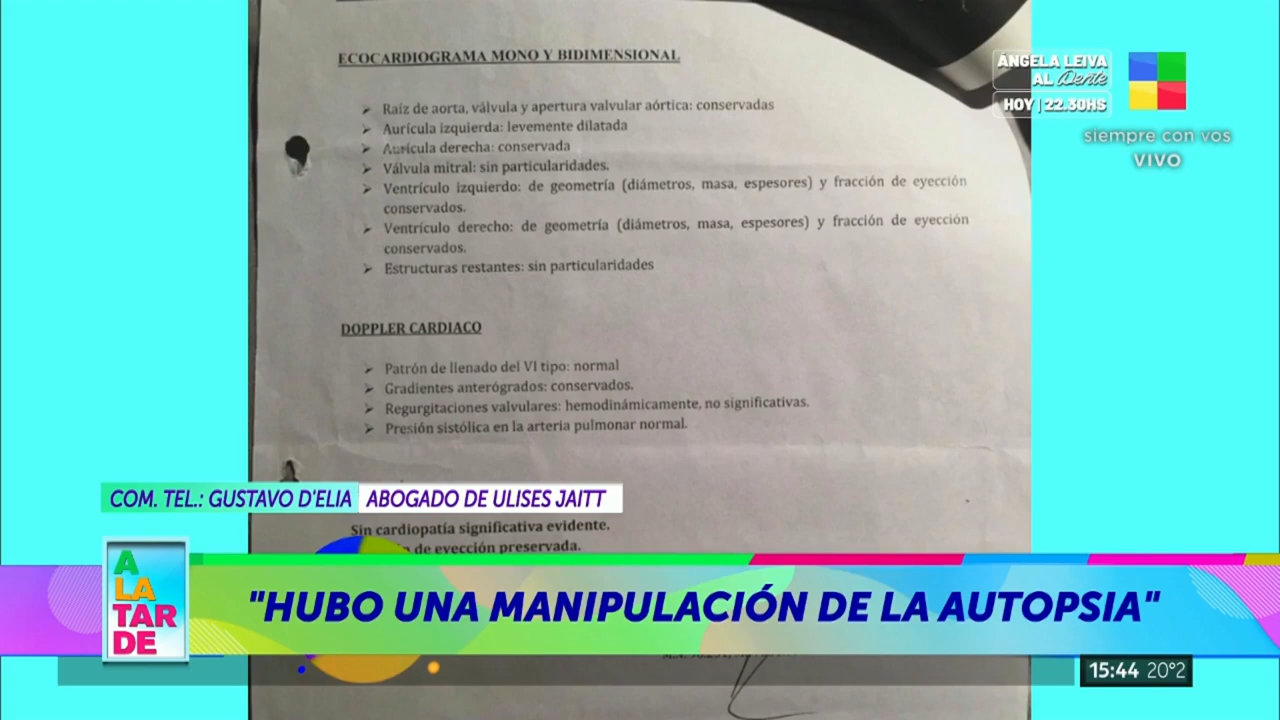 ECOCARDIOGRAMA MONO Y BIDIMENSIONAL
➢ Raíz de aorta, válvula y apertura valvular aórtica: conservadas
➢ Aurícula izquierda: levemente dilatada
➢ Aurícula derecha: conservada
➢ Válvula mitral: sin particularidades.
➢ Ventrículo izquierdo: de geometría (diámetros, masa, espesores) y fracción de eyección
conservados.
➢ Ventrículo derecho: de geometría (diámetros, masa, espesores) y fracción de eyección
conservados.
➢ Estructuras restantes: sin particularidades
DOPPLER CARDIACO
➢ Patrón de llenado del VI tipo: normal
➢ Gradientes anterógrados: conservados.
➢ Regurgitaciones valvulares: hemodinámicamente, no significativas.
➢ Presión sistólica en la arteria pulmonar normal.
Sin cardiopatía significativa evidente.
de eyección preservada.
ÁNGELA LEIVA
AL Dente
HOY | 22.30HS
siempre con vos
VIVO
COM. TEL.: GUSTAVO D'ELIA ABOGADO DE ULISES JAITT
A
LA
TAR
DE
"HUBO UNA MANIPULACIÓN DE LA AUTOPSIA"
15:44 20°2